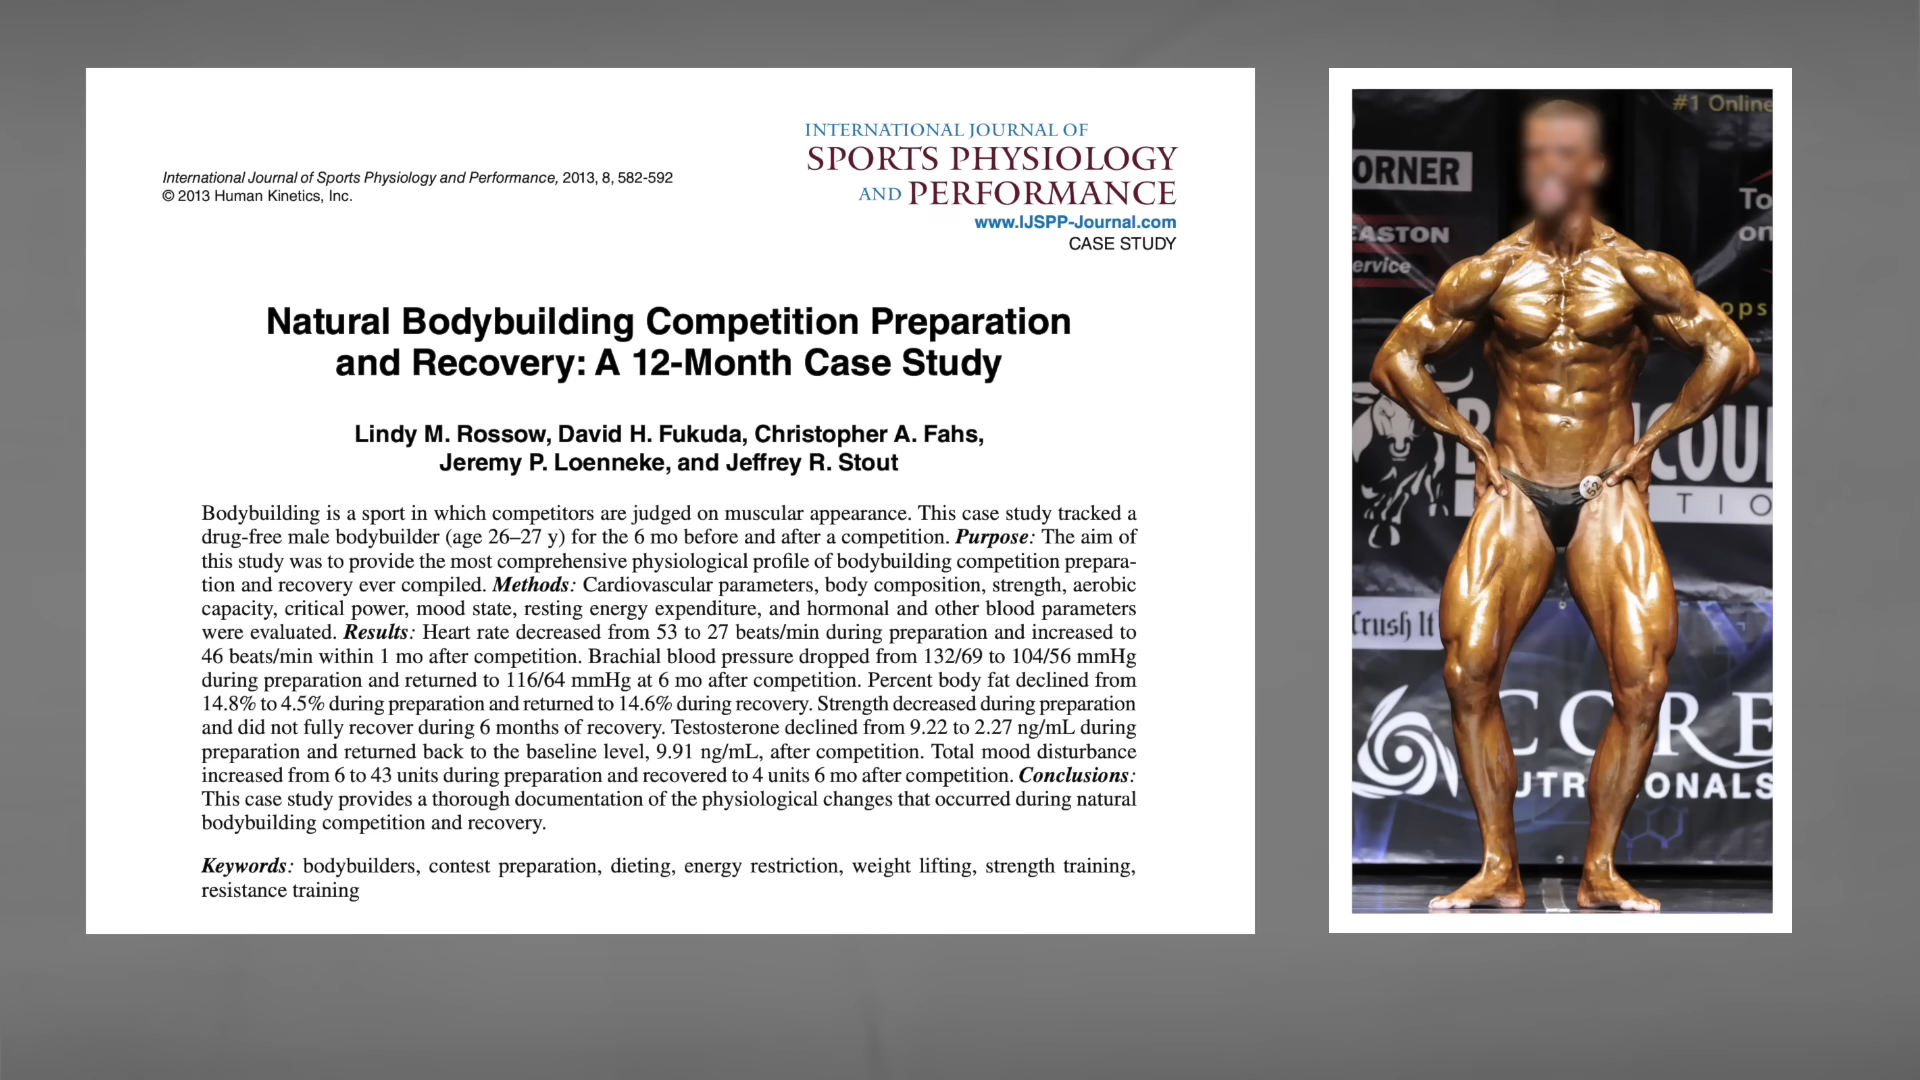 International Journal of Sports Physiology and Performance, 2013, 8, 582-592
© 2013 Human Kinetics, Inc.
INTERNATIONAL JOURNAL OF
SPORTS PHYSIOLOGY
AND PERFORMANCE
www.IJSPP-Journal.com
CASE STUDY
Natural Bodybuilding Competition Preparation
and Recovery: A 12-Month Case Study
Lindy M. Rossow, David H. Fukuda, Christopher A. Fahs,
Jeremy P. Loenneke, and Jeffrey R. Stout
Bodybuilding is a sport in which competitors are judged on muscular appearance. This case study tracked a
drug-free male bodybuilder (age 26–27 y) for the 6 mo before and after a competition. Purpose: The aim of
this study was to provide the most comprehensive physiological profile of bodybuilding competition prepara-
tion and recovery ever compiled. Methods: Cardiovascular parameters, body composition, strength, aerobic
capacity, critical power, mood state, resting energy expenditure, and hormonal and other blood parameters
were evaluated. Results: Heart rate decreased from 53 to 27 beats/min during preparation and increased to
46 beats/min within 1 mo after competition. Brachial blood pressure dropped from 132/69 to 104/56 mmHg
during preparation and returned to 116/64 mmHg at 6 mo after competition. Percent body fat declined from
14.8% to 4.5% during preparation and returned to 14.6% during recovery. Strength decreased during preparation
and did not fully recover during 6 months of recovery. Testosterone declined from 9.22 to 2.27 ng/mL during
preparation and returned back to the baseline level, 9.91 ng/mL, after competition. Total mood disturbance
increased from 6 to 43 units during preparation and recovered to 4 units 6 mo after competition. Conclusions:
This case study provides a thorough documentation of the physiological changes that occurred during natural
bodybuilding competition and recovery.
Keywords: bodybuilders, contest preparation, dieting, energy restriction, weight lifting, strength training,
resistance training
#1 Online
ORNER
To
EASTON
on
ervice
ops
B COU
TIO
52
Crush It
CORE
UTR ONALS